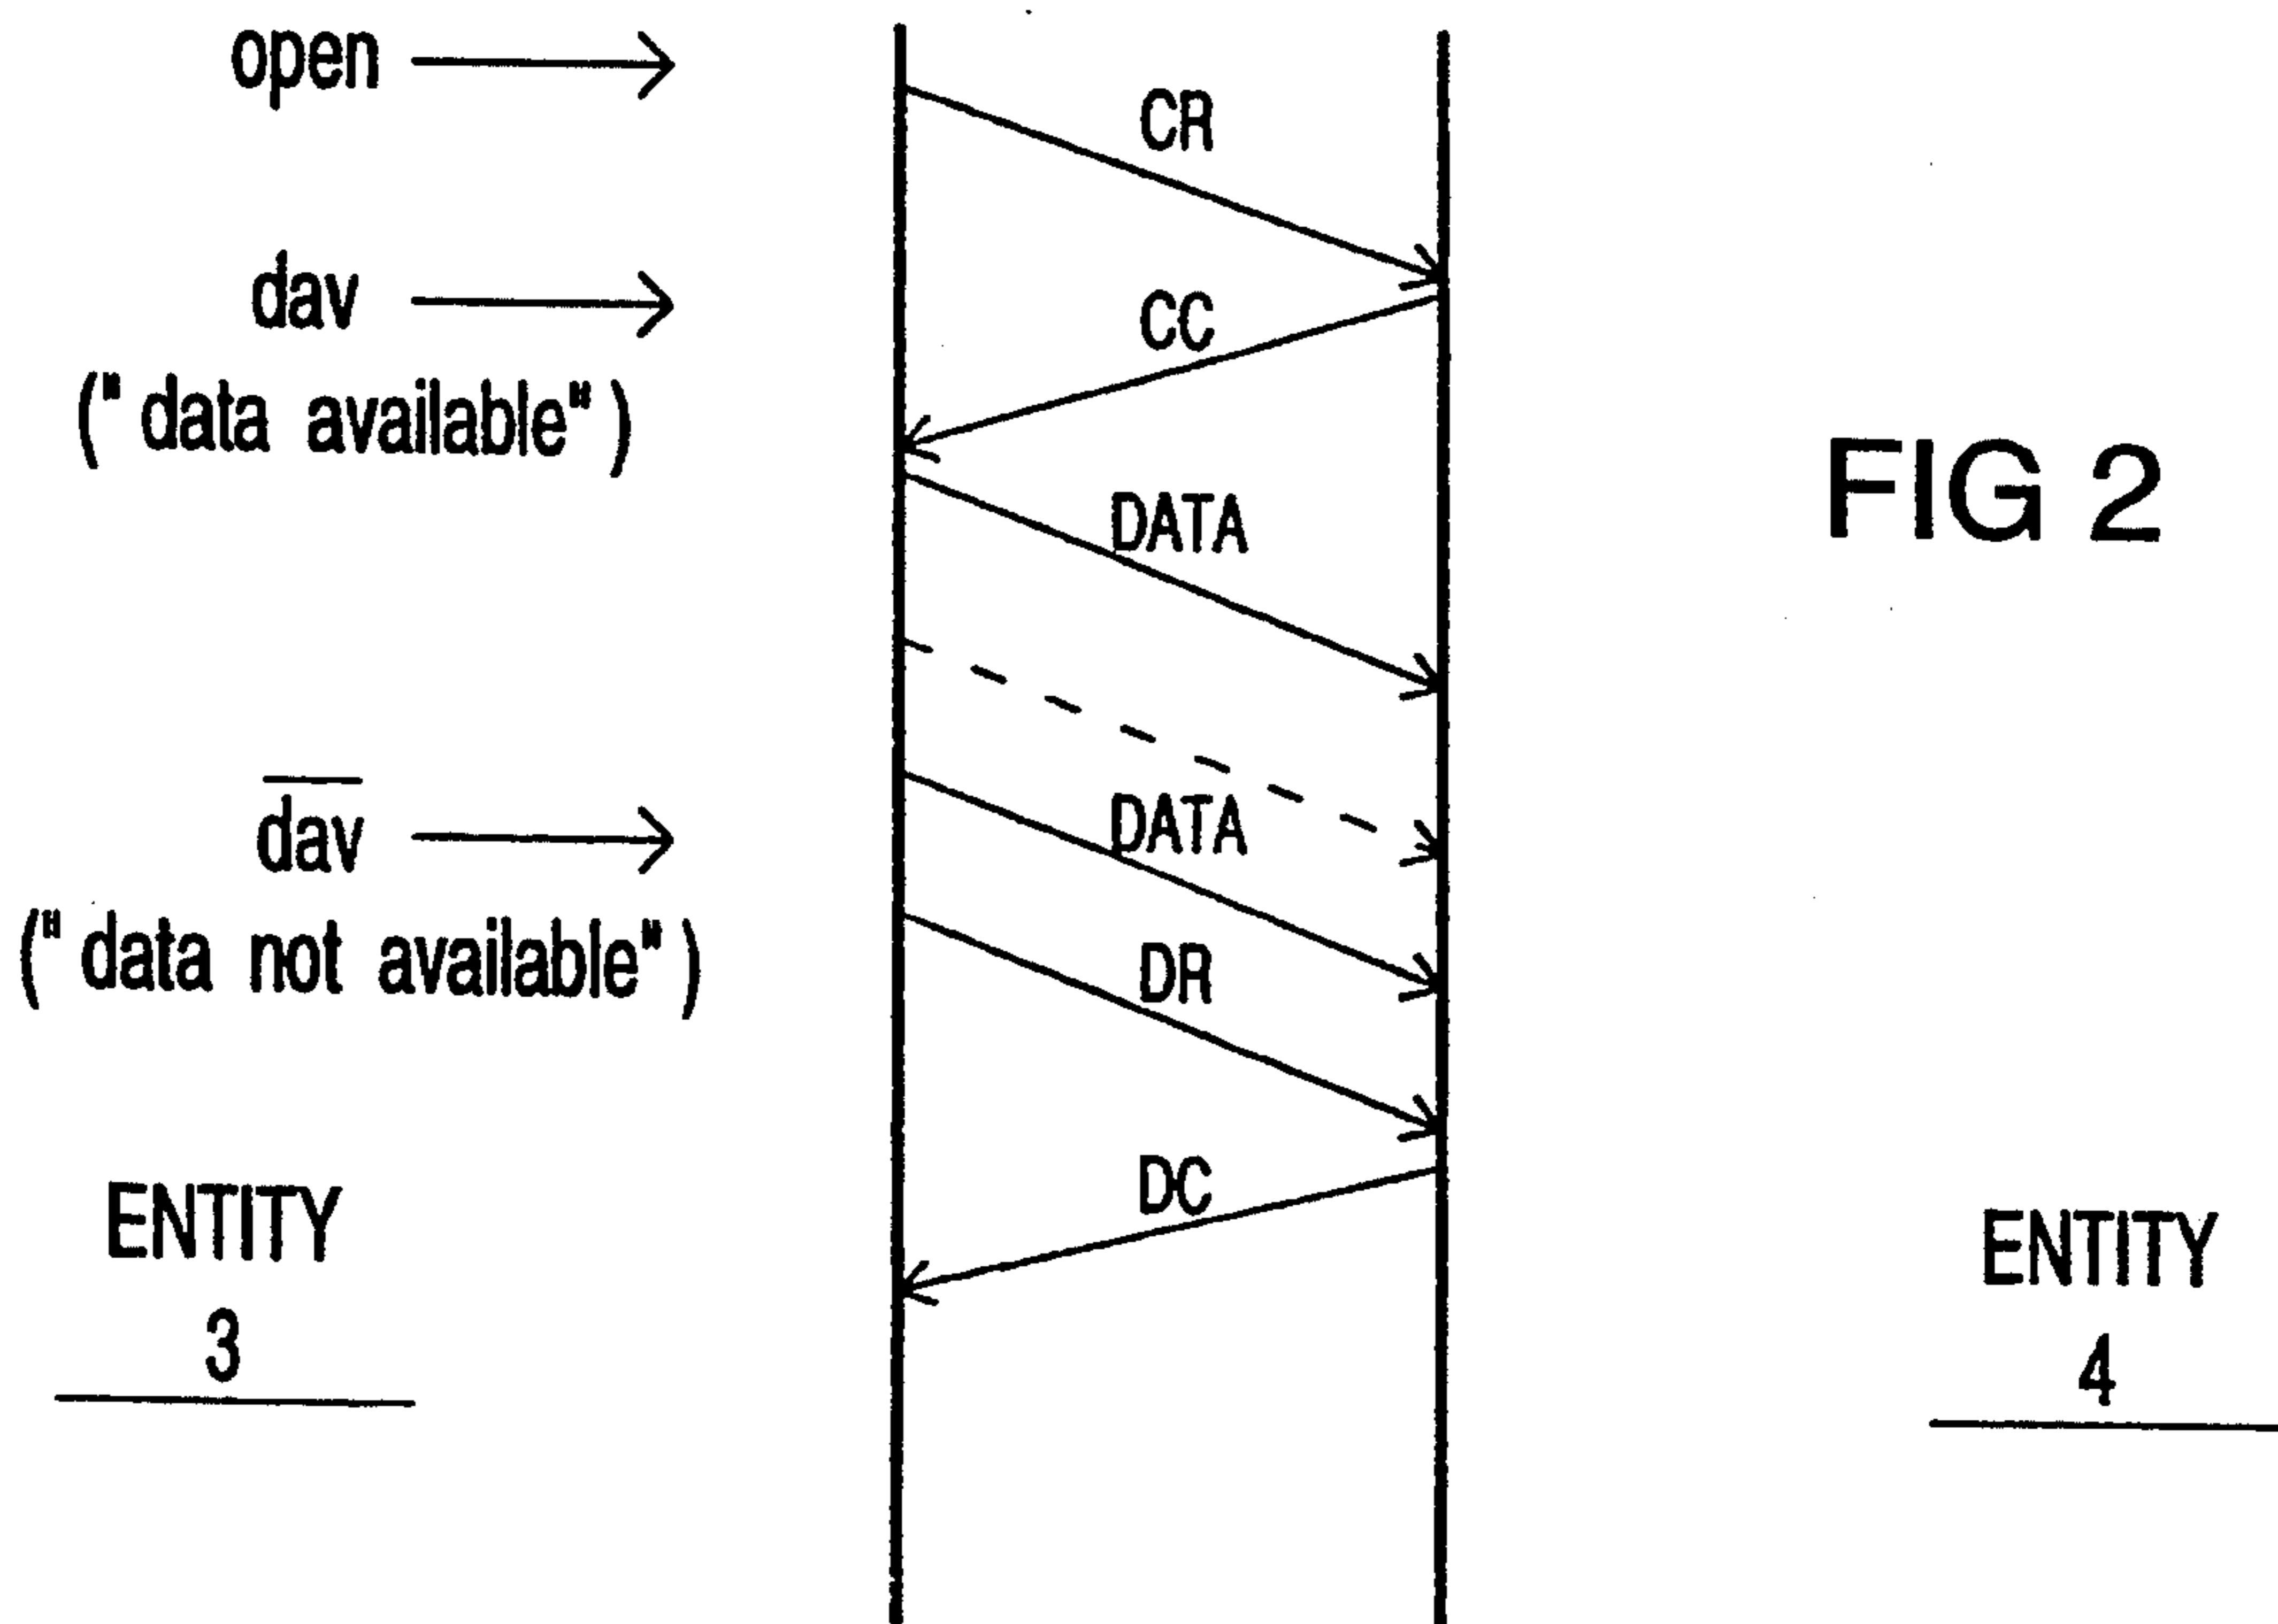 open
CR
dav
CC
("data available")
FIG 2
DATA
d̅a̅v̅
DATA
("data not available")
DR
DC
ENTITY
3
ENTITY
4